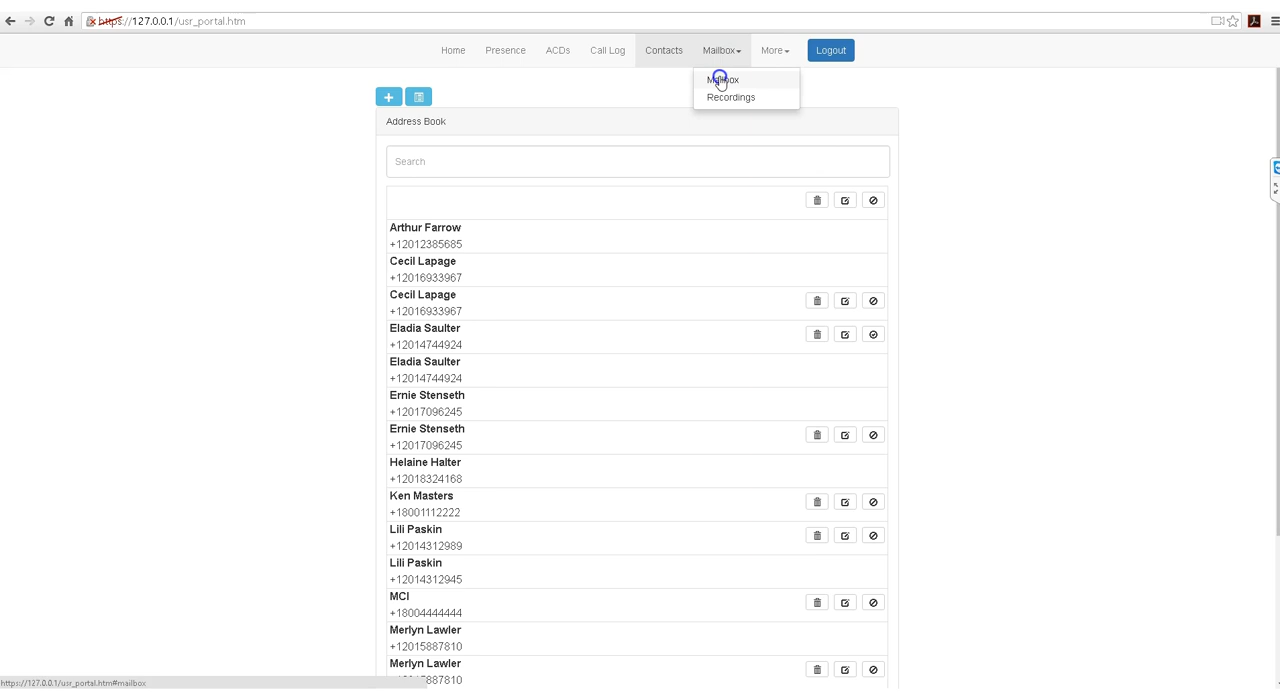 https://127.0.0.1/usr_portal.htm
Home Presence ACDs Call Log Contacts Mailbox More Logout
Mailbox
Recordings
Address Book
Search
Arthur Farrow
+12012385685
Cecil Lapage
+12016933967
Cecil Lapage
+12016933967
Eladia Saulter
+12014744924
Eladia Saulter
+12014744924
Ernie Stenseth
+12017096245
Ernie Stenseth
+12017096245
Helaine Halter
+12018324168
Ken Masters
+18001112222
Lili Paskin
+12014312989
Lili Paskin
+12014312945
MCI
+18004444444
Merlyn Lawler
+12015887810
Merlyn Lawler
5887810
https://127.0.0.1/usr_portal.htm#mailbox